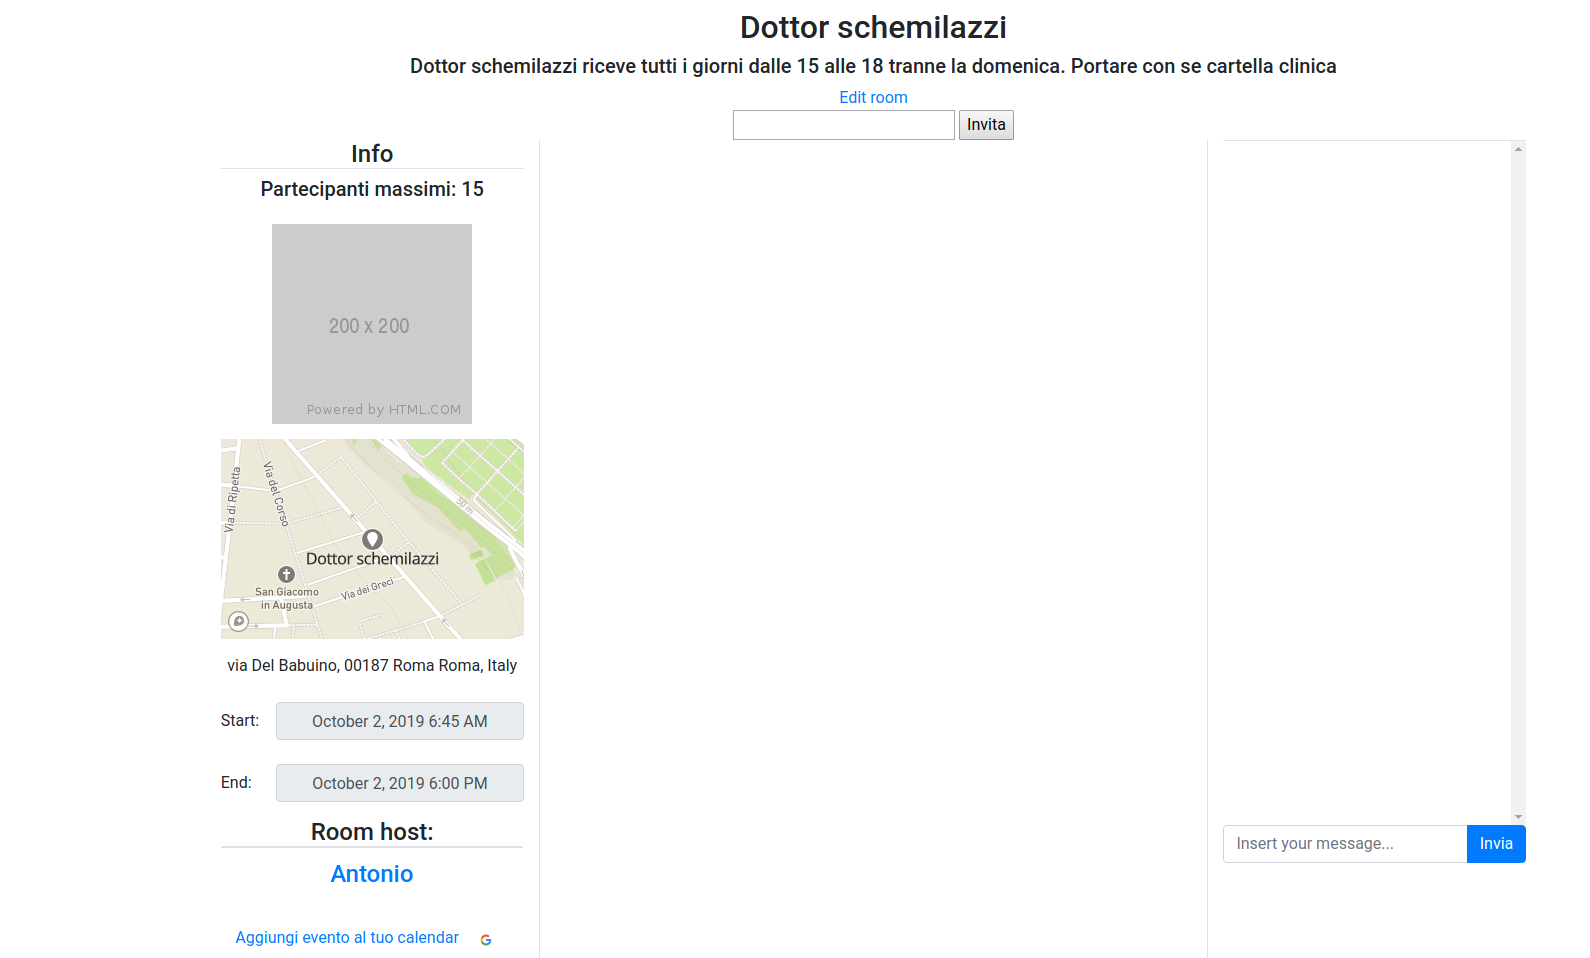 Dottor schemilazzi
Dottor schemilazzi riceve tutti i giorni dalle 15 alle 18 tranne la domenica. Portare con se cartella clinica
Edit room
Invita
Info
Partecipanti massimi: 15
200 x 200
Powered by HTML.COM
Via di Ripetta
Via del Corso
50 m
Dottor schemilazzi
San Giacomo
in Augusta
Via dei Greci
via Del Babuino, 00187 Roma Roma, Italy
Start:
October 2, 2019 6:45 AM
End:
October 2, 2019 6:00 PM
Room host:
Antonio
Aggiungi evento al tuo calendar
Insert your message...
Invia